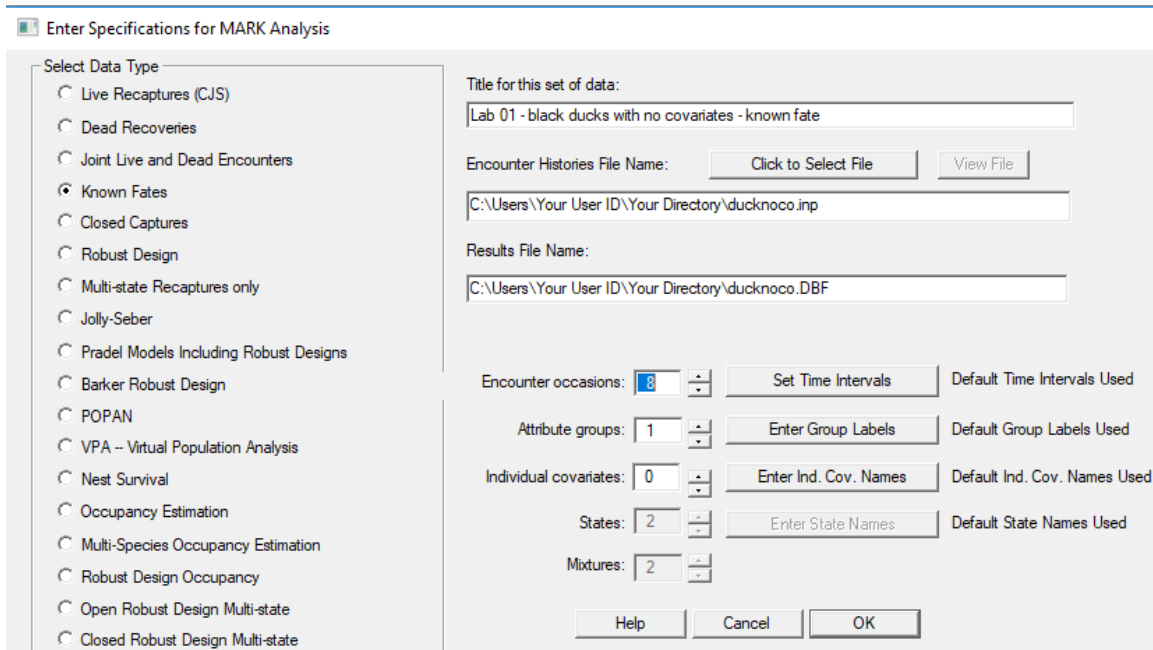 Enter Specifications for MARK Analysis
Select Data Type
Live Recaptures (CJS)
Dead Recoveries
Joint Live and Dead Encounters
Known Fates
Closed Captures
Robust Design
Multi-state Recaptures only
Jolly-Seber
Pradel Models Including Robust Designs
Barker Robust Design
POPAN
VPA -- Virtual Population Analysis
Nest Survival
Occupancy Estimation
Multi-Species Occupancy Estimation
Robust Design Occupancy
Open Robust Design Multi-state
Closed Robust Design Multi-state
Title for this set of data:
Lab 01 - black ducks with no covariates - known fate
Encounter Histories File Name: Click to Select File View File
C:\Users\Your User ID\Your Directory\ducknoco.inp
Results File Name:
C:\Users\Your User ID\Your Directory\ducknoco.DBF
Encounter occasions: 8 Set Time Intervals Default Time Intervals Used
Attribute groups: 1 Enter Group Labels Default Group Labels Used
Individual covariates: 0 Enter Ind. Cov. Names Default Ind. Cov. Names Used
States: 2 Enter State Names Default State Names Used
Mixtures: 2
Help Cancel OK